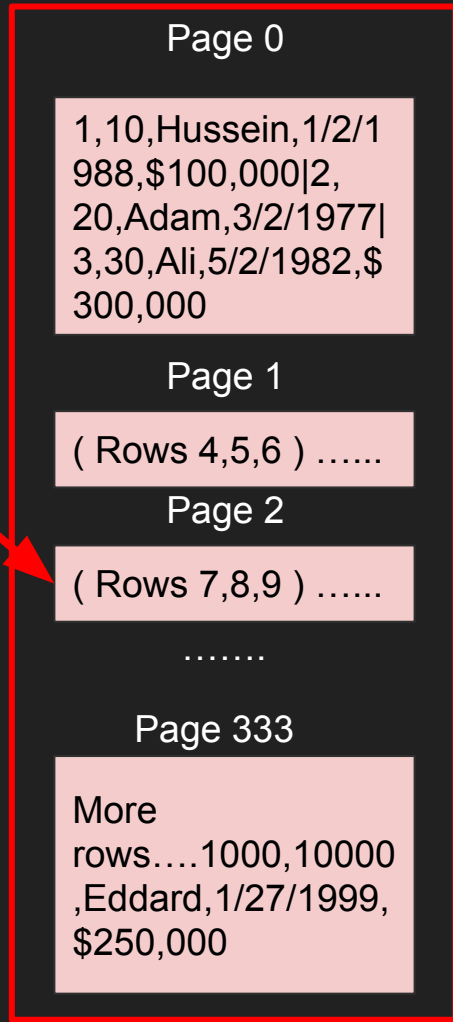 Page 0
1,10,Hussein,1/2/1
988,$100,000|2,
20,Adam,3/2/1977|
3,30,Ali,5/2/1982,$
300,000
Page 1
( Rows 4,5,6 ) …...
Page 2
( Rows 7,8,9 ) …...
…….
Page 333
More
rows….1000,10000
,Eddard,1/27/1999,
$250,000